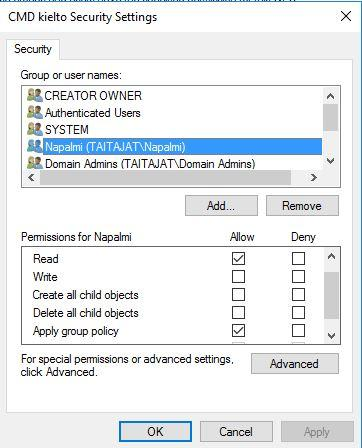 CMD kielto Security Settings
Security
Group or user names:
CREATOR OWNER
Authenticated Users
SYSTEM
Napalmi (TAITAJAT\Napalmi)
Domain Admins (TAITAJAT\Domain Admins)
Add...
Remove
Permissions for Napalmi Allow Deny
Read
Write
Create all child objects
Delete all child objects
Apply group policy
For special permissions or advanced settings,
click Advanced.
Advanced
OK
Cancel
Apply